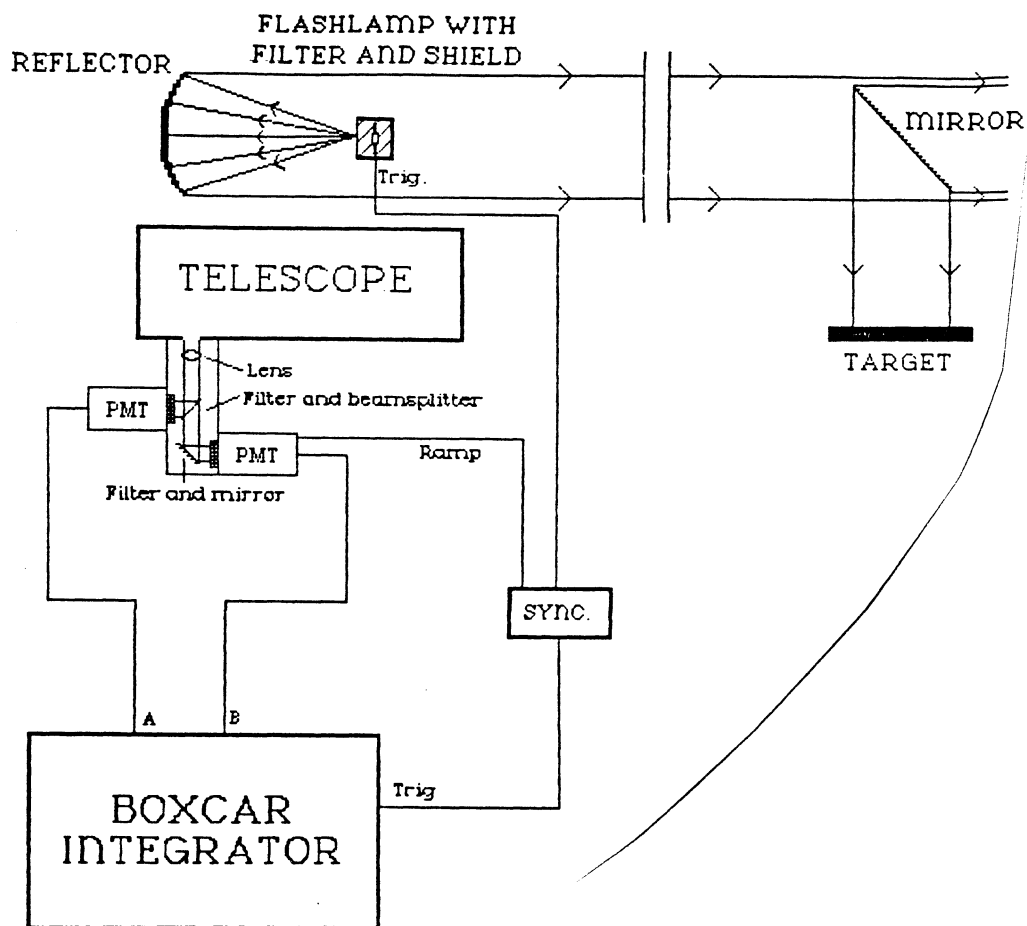 FLASHLAMP WITH
FILTER AND SHIELD
REFLECTOR
MIRROR
Trig.
TELESCOPE
TARGET
Lens
Filter and beamsplitter
PMT
PMT
Ramp
Filter and mirror
SYNC.
A
B
Trig
BOXCAR
INTEGRATOR